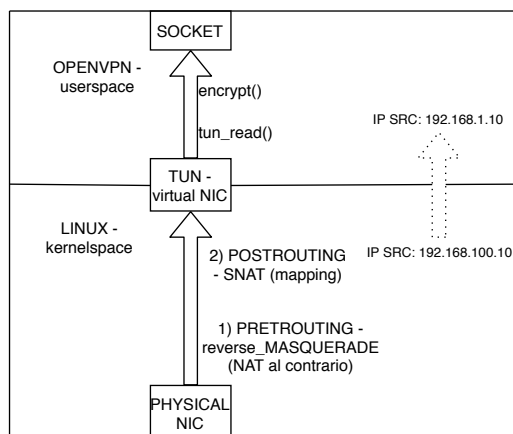 SOCKET
OPENVPN -
userspace
encrypt()
tun_read()
IP SRC: 192.168.1.10
TUN -
virtual NIC
LINUX -
kernelspace
IP SRC: 192.168.100.10
2) POSTROUTING
- SNAT (mapping)
1) PRETROUTING -
reverse_MASQUERADE
(NAT al contrario)
PHYSICAL
NIC